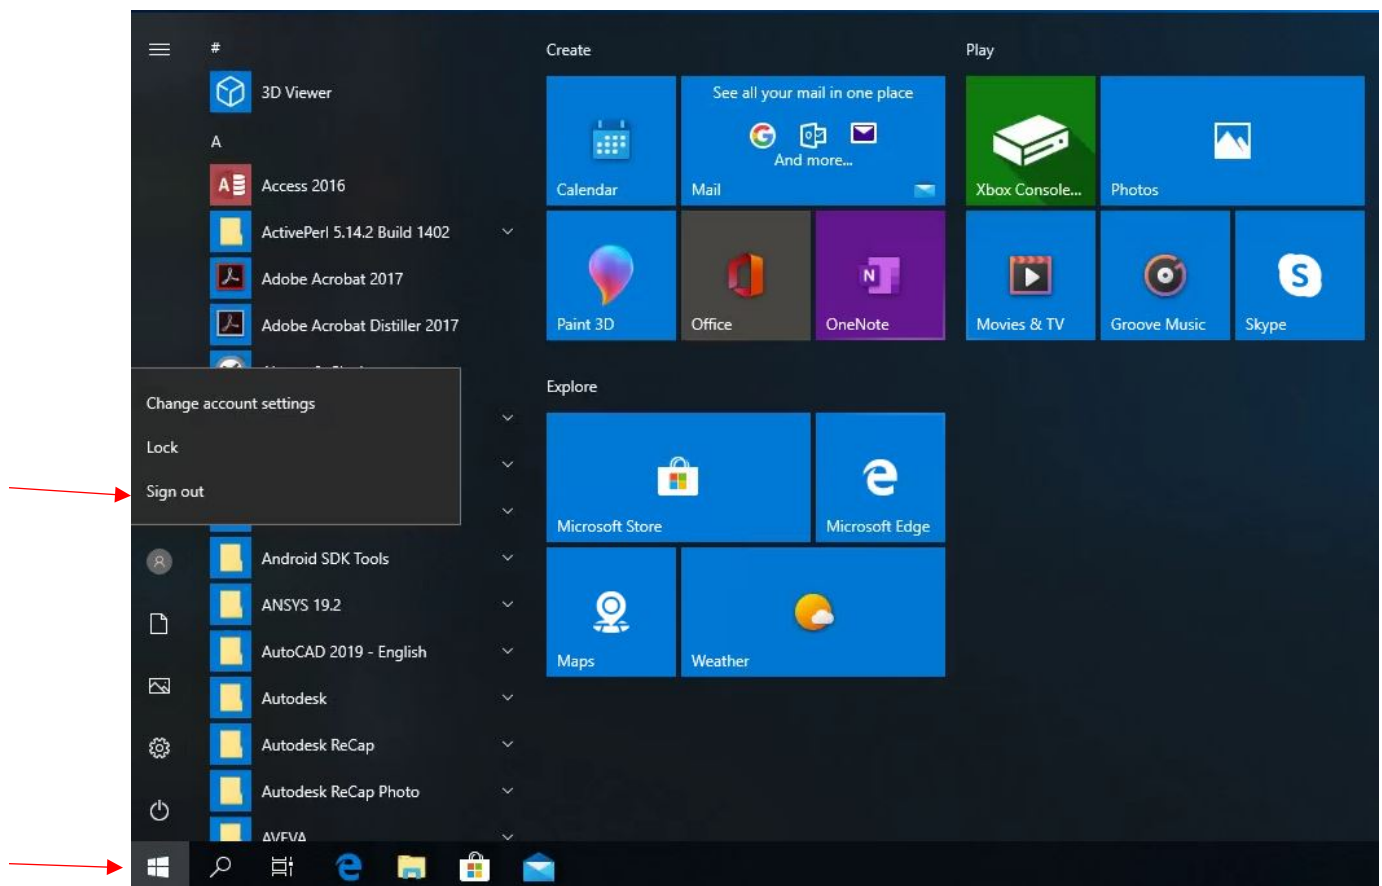 #
3D Viewer
A
Access 2016
ActivePerl 5.14.2 Build 1402
Adobe Acrobat 2017
Adobe Acrobat Distiller 2017
Change account settings
Lock
Sign out
Android SDK Tools
ANSYS 19.2
AutoCAD 2019 - English
Autodesk
Autodesk ReCap
Autodesk ReCap Photo
AVEVA
Create
Calendar
See all your mail in one place
And more...
Mail
Paint 3D
Office
OneNote
Explore
Microsoft Store
Microsoft Edge
Maps
Weather
Play
Xbox Console...
Photos
Movies & TV
Groove Music
Skype